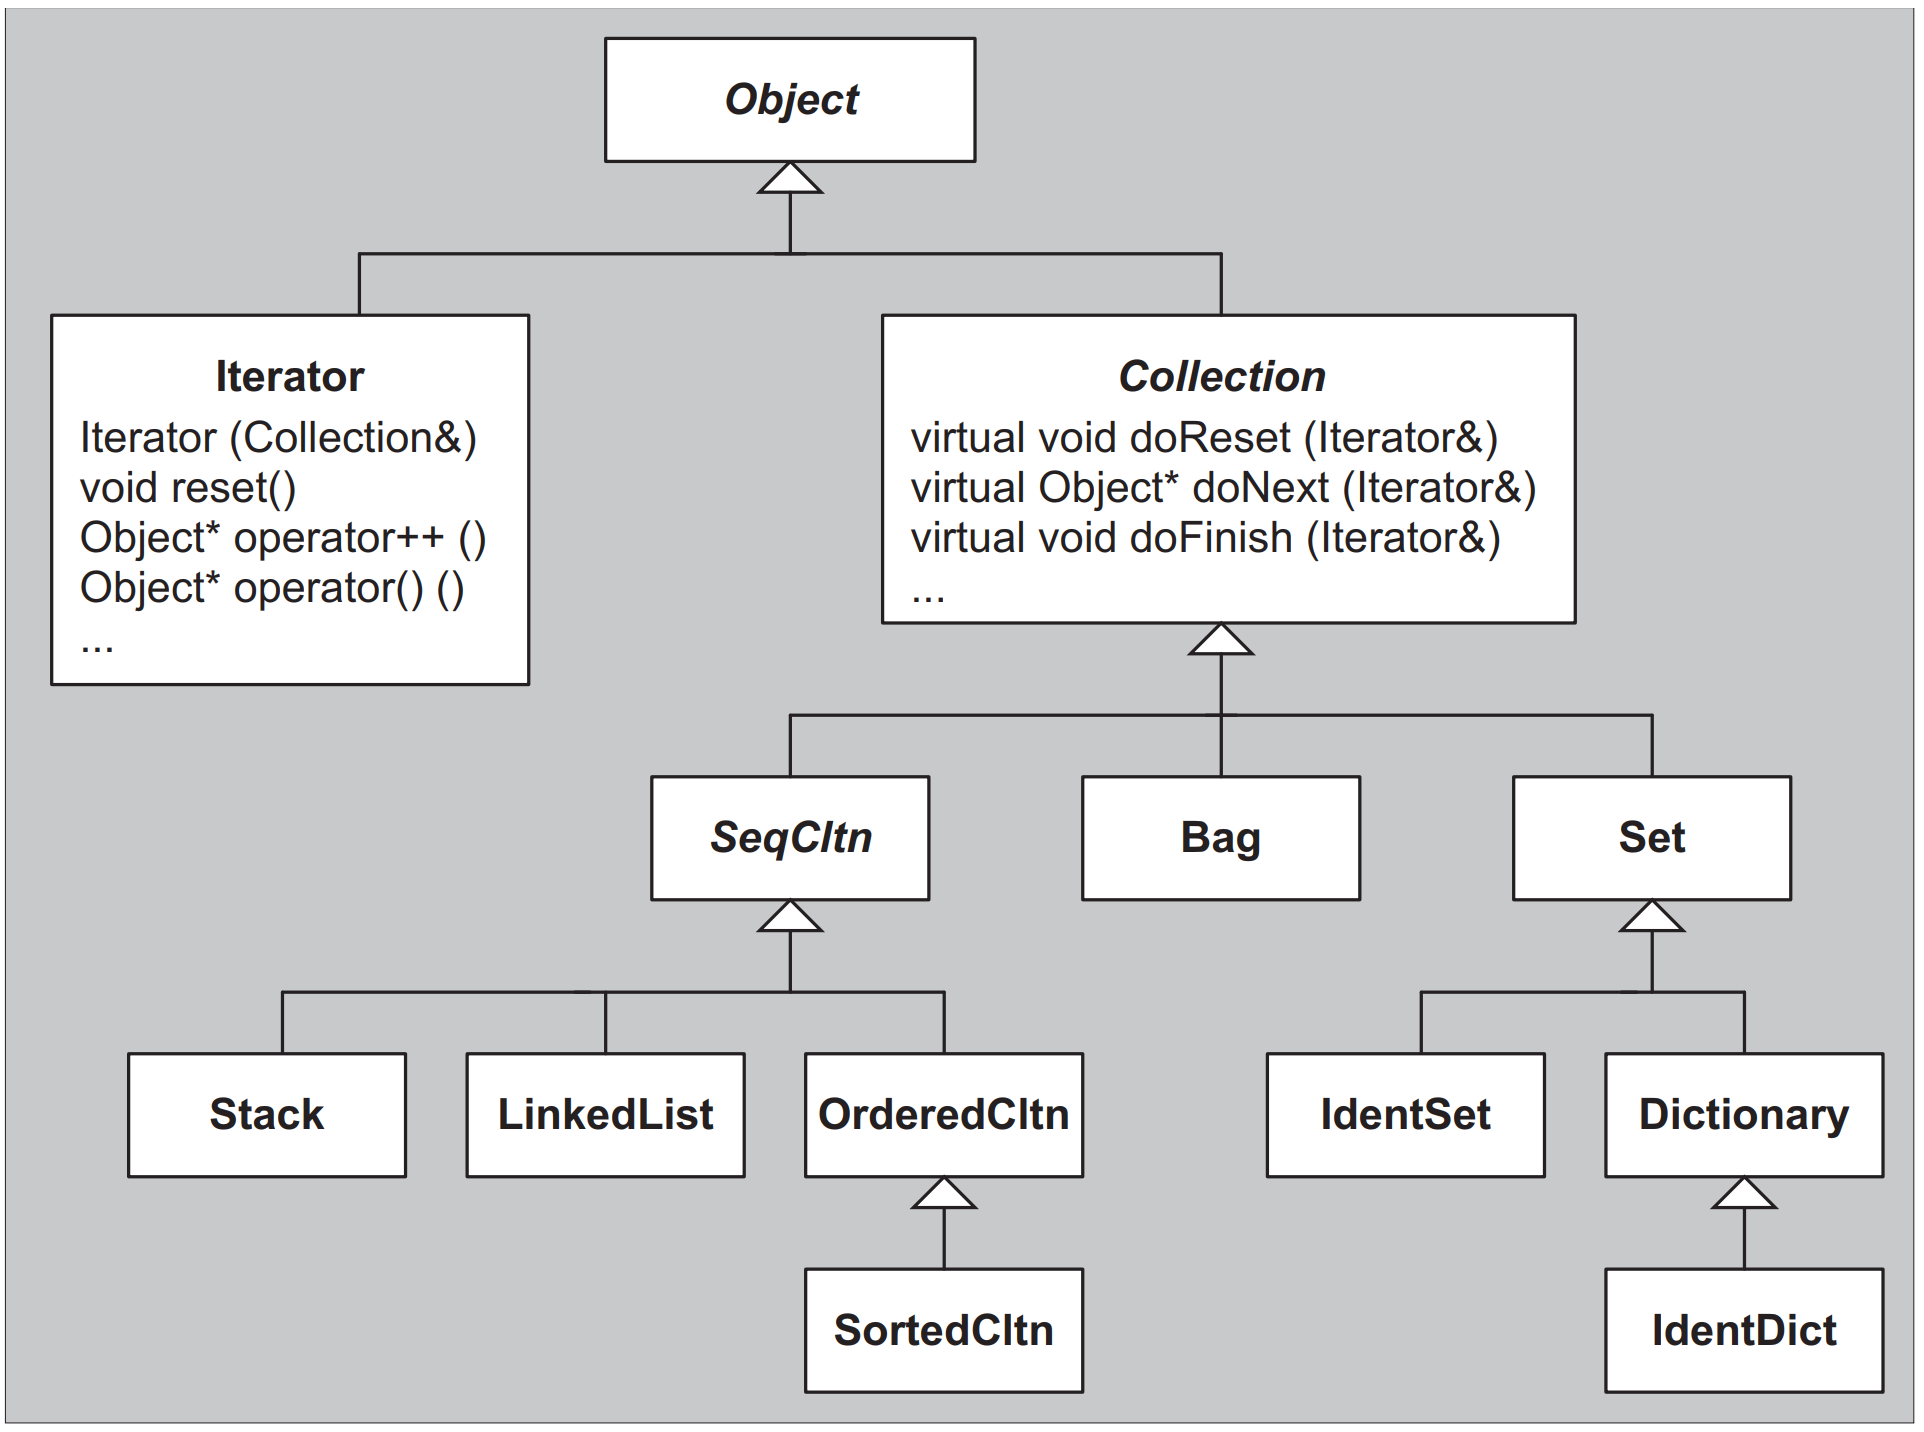 Object
Iterator
Iterator (Collection&)
void reset()
Object* operator++ ()
Object* operator() ()
...
Collection
virtual void doReset (Iterator&)
virtual Object* doNext (Iterator&)
virtual void doFinish (Iterator&)
...
SeqCltn
Bag
Set
Stack
LinkedList
OrderedCltn
IdentSet
Dictionary
SortedCltn
IdentDict